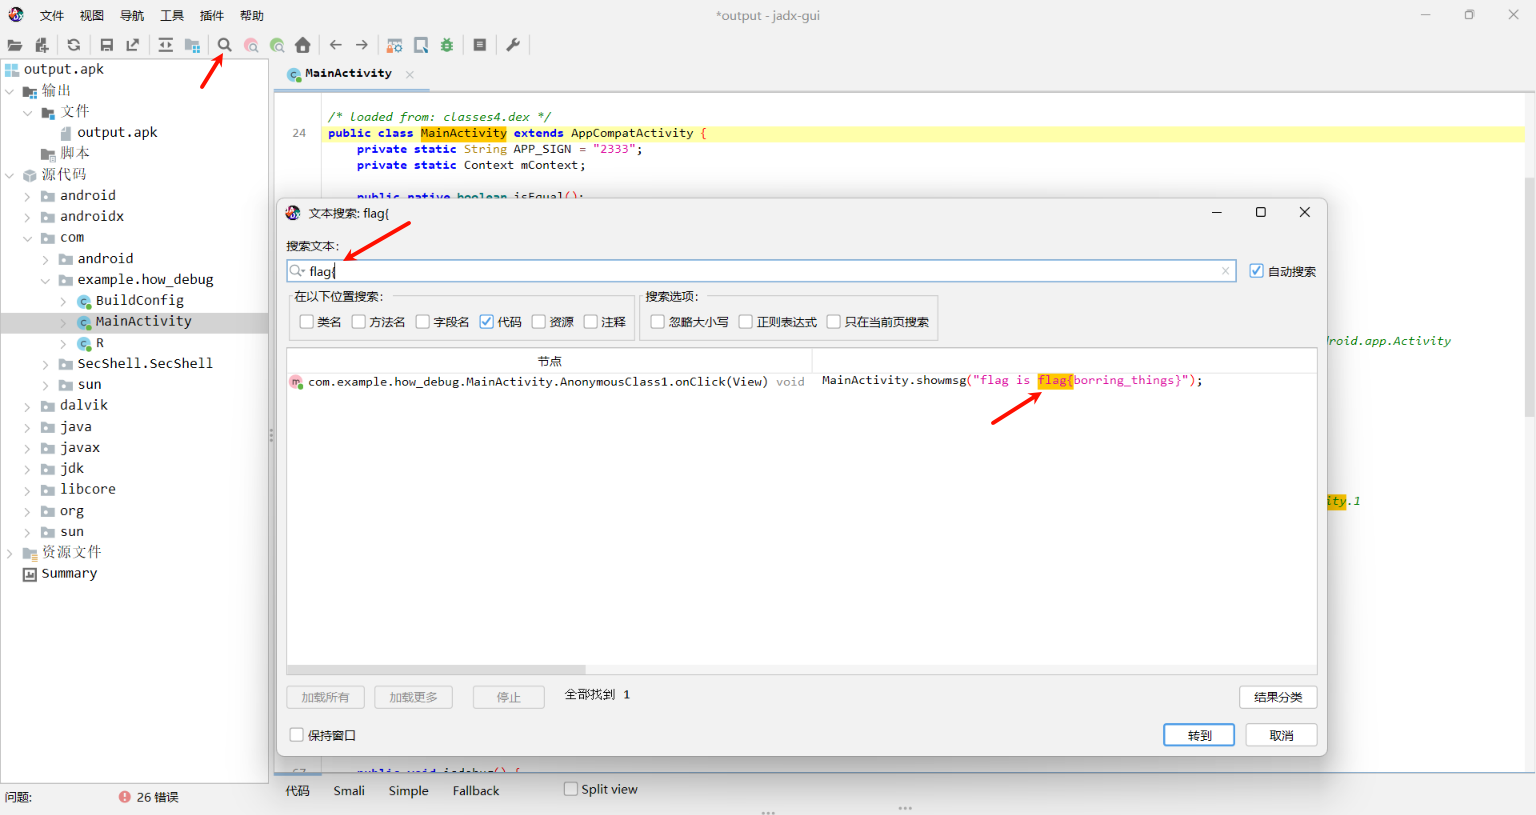 *output - jadx-gui
文件 视图 导航 工具 插件 帮助
output.apk
输出
文件
output.apk
脚本
源代码
android
androidx
com
android
example.how_debug
BuildConfig
MainActivity
R
SecShell.SecShell
sun
dalvik
java
javax
jdk
libcore
org
sun
资源文件
Summary
问题:
26 错误
MainActivity
/* loaded from: classes4.dex */
24 public class MainActivity extends AppCompatActivity {
private static String APP_SIGN = "2333";
private static Context mContext;
public native boolean isEqual();
文本搜索: flag{
搜索文本:
flag{
自动搜索
在以下位置搜索:
类名 方法名 字段名 代码 资源 注释
搜索选项:
忽略大小写 正则表达式 只在当前页搜索
节点
com.example.how_debug.MainActivity.AnonymousClass1.onClick(View) void MainActivity.showmsg("flag is flag{borring_things}");
加载所有 加载更多 停止 全部找到 1 结果分类
保持窗口 转到 取消
roid.app.Activity
ity.1
67 public void isdebug() {
代码 Smali Simple Fallback Split view